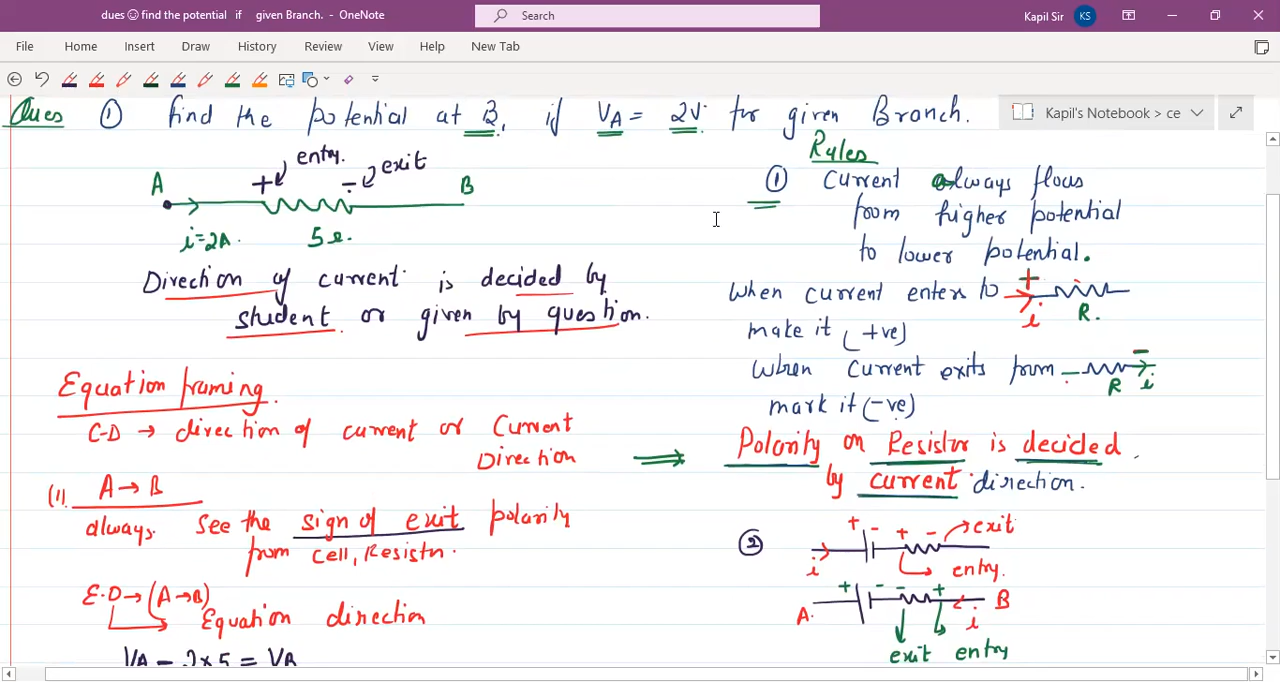 dues ☺ find the potential if given Branch. - OneNote
Search
Kapil Sir KS
File Home Insert Draw History Review View Help New Tab
Kapil's Notebook > ce
Ques ① find the potential at B, if VA = 2V for given Branch.
Rules
entry.
exit
A + - B
i=2A. 5Ω.
① Current always flows
from higher potential
to lower potential.
Direction of current is decided by
student or given by question.
When current enters to + i R.
make it (+ve)
When current exits from - R i
mark it (-ve)
Equation framing.
C-D → direction of current or Current
Direction
⇒ Polarity on Resistor is decided
by current direction.
(1). A → B
always. See the sign of exit polarity
from Cell, Resistor.
② + - + - exit
i entry.
E.D → (A→B)
Equation direction
A + - - + B
i
exit entry
VA - 2×5 = VB